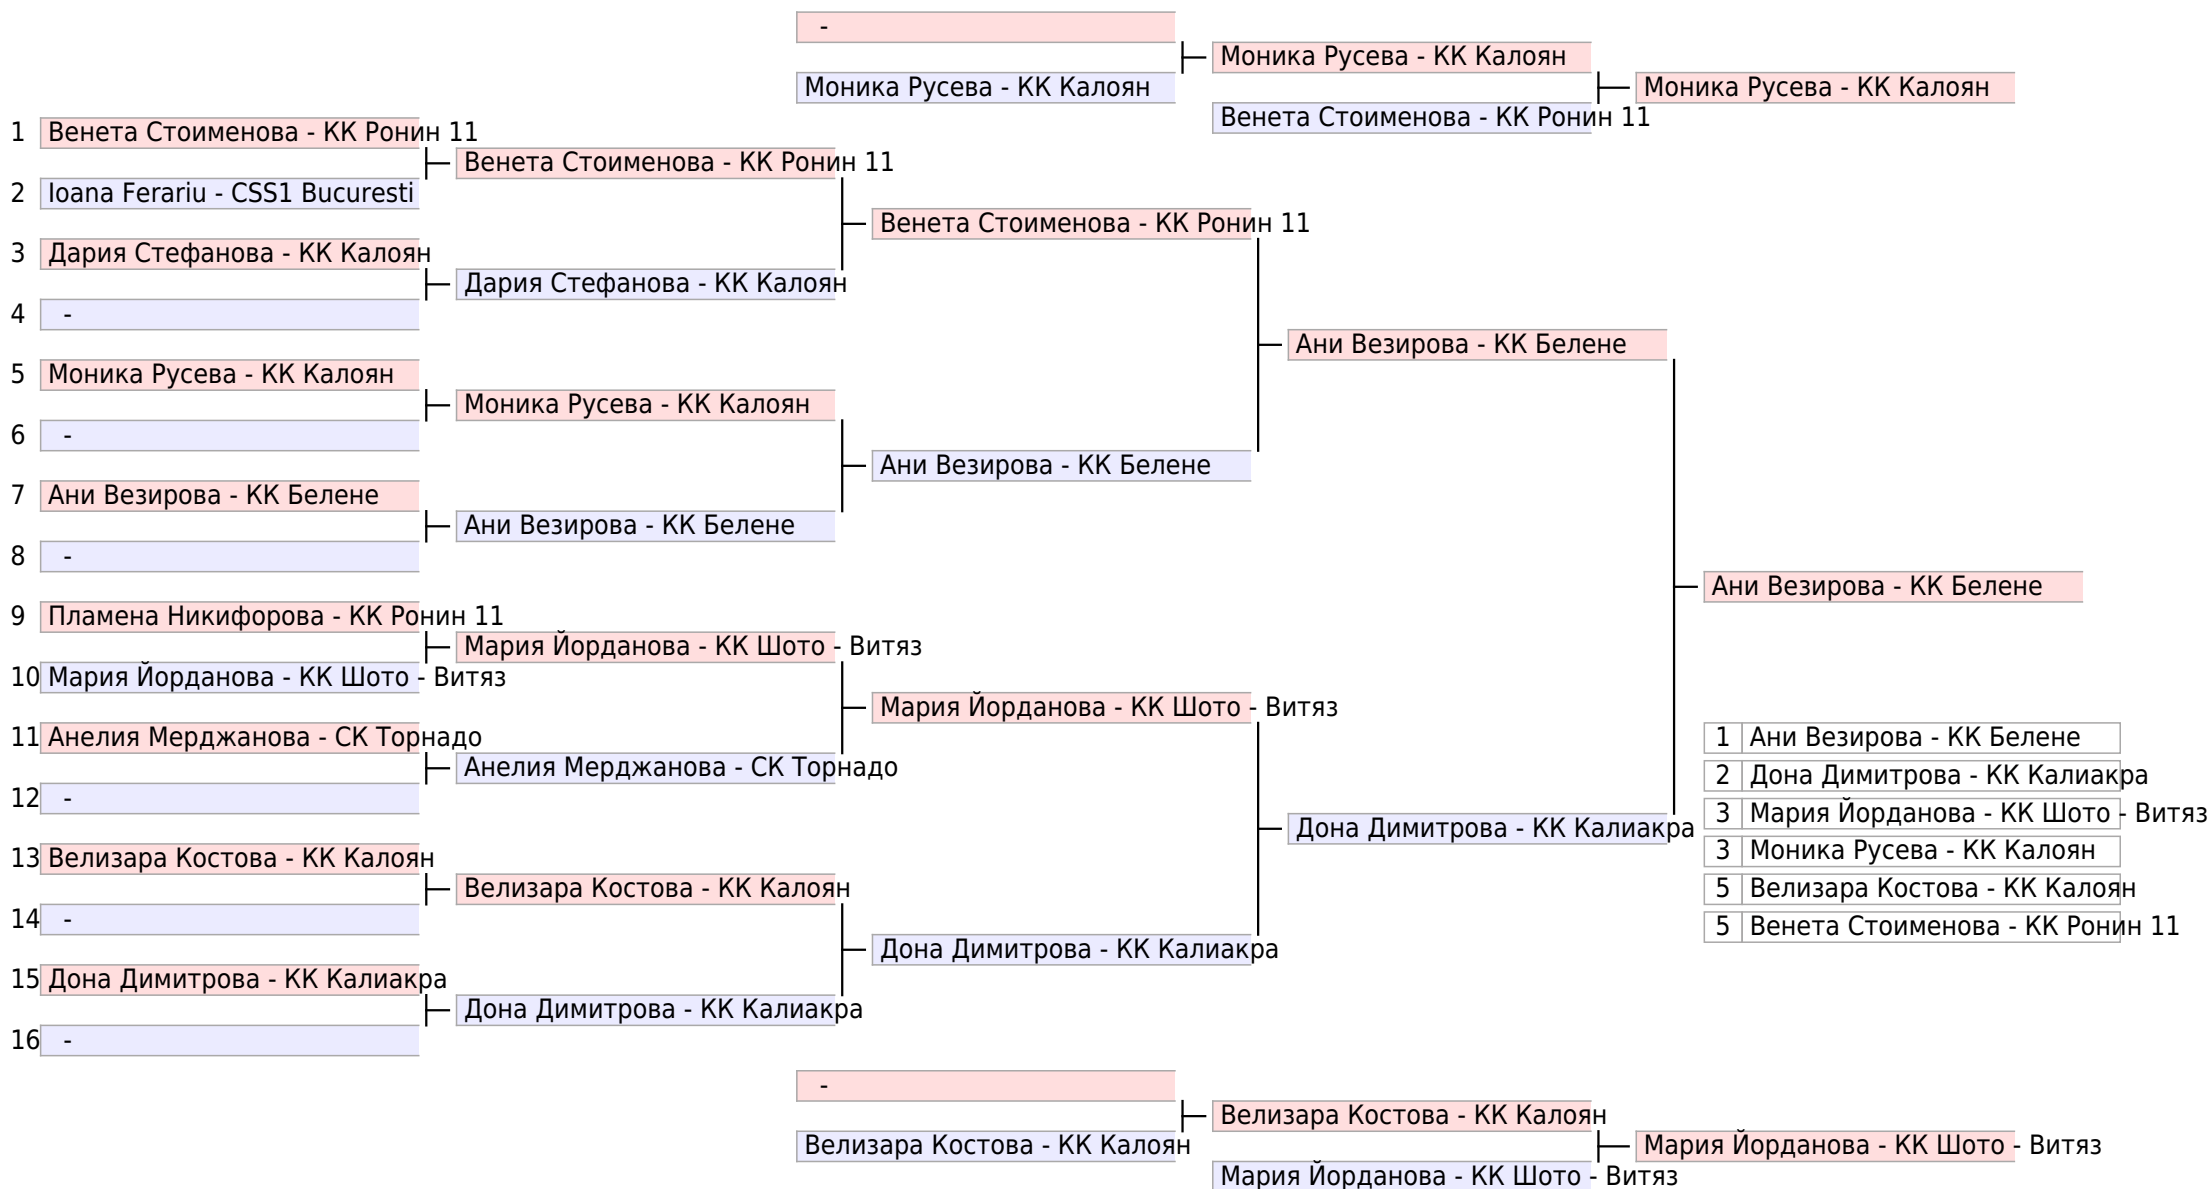 -
Моника Русева - КК Калоян
Моника Русева - КК Калоян
Моника Русева - КК Калоян
Венета Стоименова - КК Ронин 11
1 Венета Стоименова - КК Ронин 11
Венета Стоименова - КК Ронин 11
2 Ioana Ferariu - CSS1 Bucuresti
Венета Стоименова - КК Ронин 11
3 Дария Стефанова - КК Калоян
Дария Стефанова - КК Калоян
4 -
Ани Везирова - КК Белене
5 Моника Русева - КК Калоян
Моника Русева - КК Калоян
6 -
Ани Везирова - КК Белене
7 Ани Везирова - КК Белене
Ани Везирова - КК Белене
8 -
Ани Везирова - КК Белене
9 Пламена Никифорова - КК Ронин 11
Мария Йорданова - КК Шото - Витяз
10 Мария Йорданова - КК Шото - Витяз
Мария Йорданова - КК Шото - Витяз
11 Анелия Мерджанова - СК Торнадо
Анелия Мерджанова - СК Торнадо
12 -
Дона Димитрова - КК Калиакра
13 Велизара Костова - КК Калоян
Велизара Костова - КК Калоян
14 -
Дона Димитрова - КК Калиакра
15 Дона Димитрова - КК Калиакра
Дона Димитрова - КК Калиакра
16 -
1 Ани Везирова - КК Белене
2 Дона Димитрова - КК Калиакра
3 Мария Йорданова - КК Шото - Витяз
3 Моника Русева - КК Калоян
5 Велизара Костова - КК Калоян
5 Венета Стоименова - КК Ронин 11
-
Велизара Костова - КК Калоян
Велизара Костова - КК Калоян
Мария Йорданова - КК Шото - Витяз
Мария Йорданова - КК Шото - Витяз